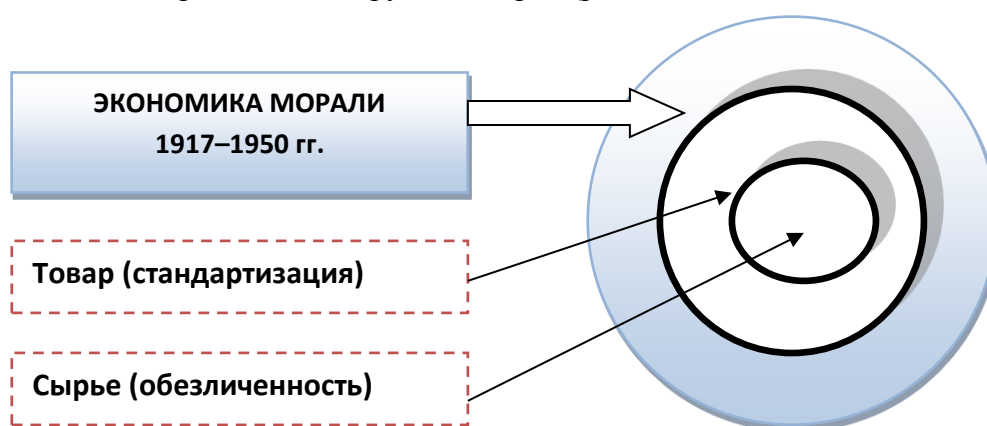 ЭКОНОМИКА МОРАЛИ
1917–1950 гг.
Товар (стандартизация)
Сырье (обезличенность)